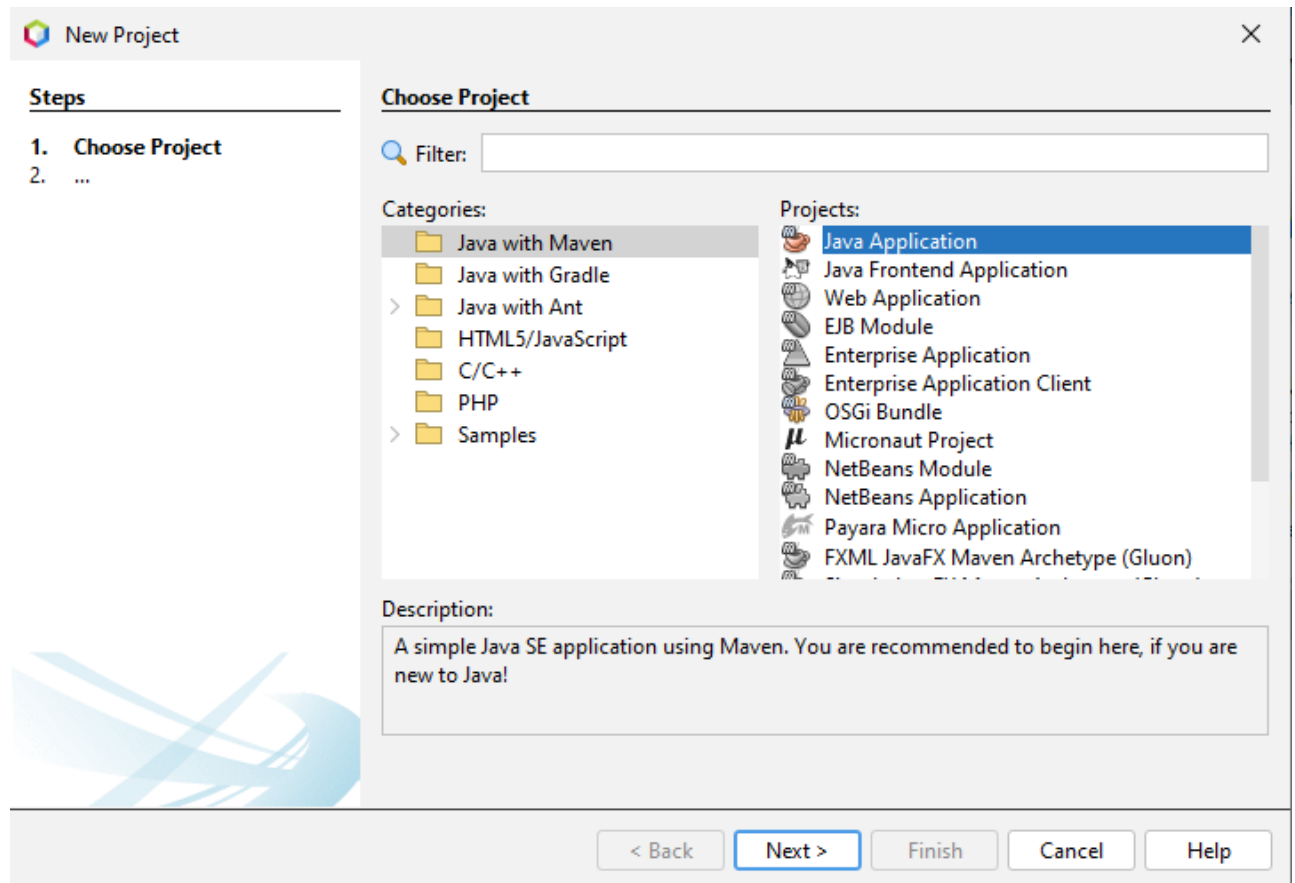 New Project
Steps
1. Choose Project
2. ...
Choose Project
Filter:
Categories:
Java with Maven
Java with Gradle
Java with Ant
HTML5/JavaScript
C/C++
PHP
Samples
Projects:
Java Application
Java Frontend Application
Web Application
EJB Module
Enterprise Application
Enterprise Application Client
OSGi Bundle
Micronaut Project
NetBeans Module
NetBeans Application
Payara Micro Application
FXML JavaFX Maven Archetype (Gluon)
Description:
A simple Java SE application using Maven. You are recommended to begin here, if you are
new to Java!
< Back
Next >
Finish
Cancel
Help